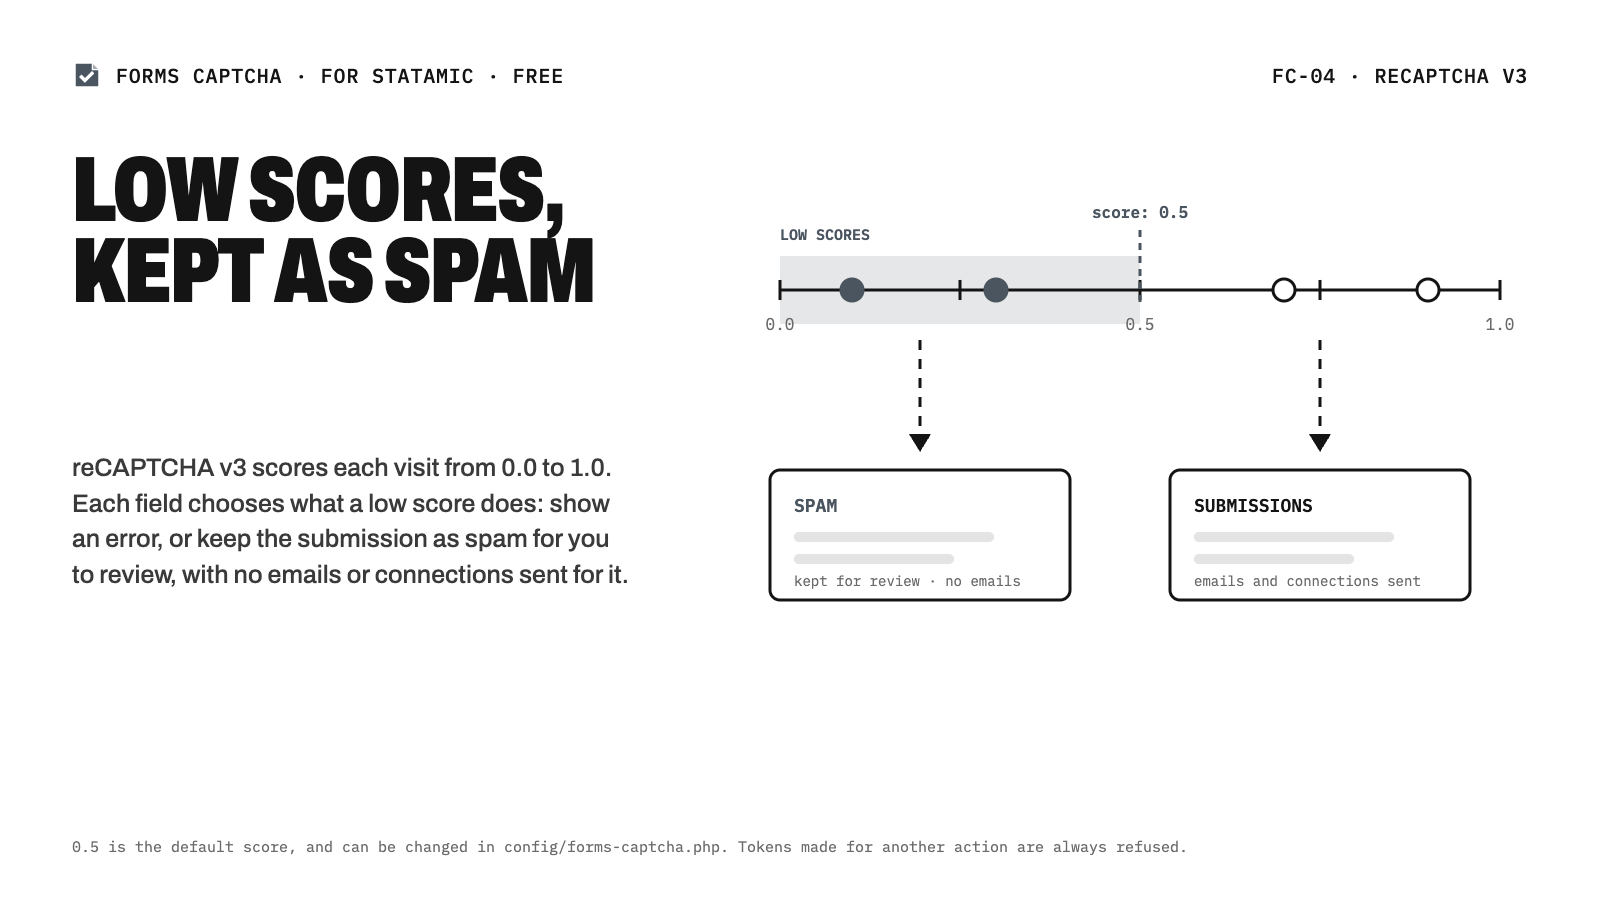 FORMS CAPTCHA · FOR STATAMIC · FREE
FC-04 · RECAPTCHA V3
LOW SCORES,
KEPT AS SPAM
reCAPTCHA v3 scores each visit from 0.0 to 1.0.
Each field chooses what a low score does: show
an error, or keep the submission as spam for you
to review, with no emails or connections sent for it.
score: 0.5
LOW SCORES
0.0
0.5
1.0
SPAM
kept for review · no emails
SUBMISSIONS
emails and connections sent
0.5 is the default score, and can be changed in config/forms-captcha.php. Tokens made for another action are always refused.